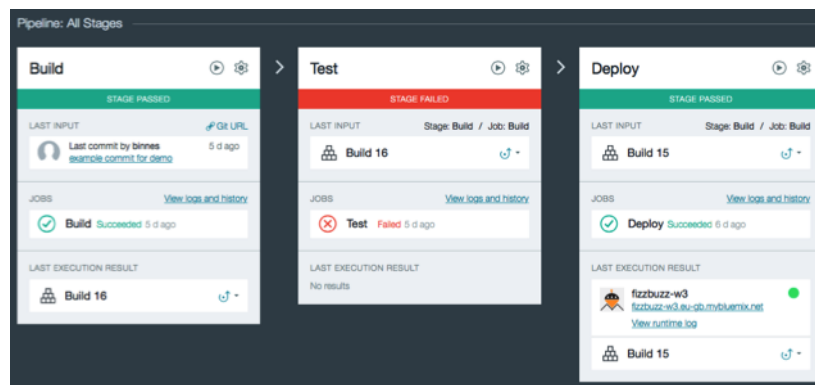 Pipeline: All Stages
Build
STAGE PASSED
LAST INPUT Git URL
Last commit by binnes 5 d ago
example commit for demo
JOBS View logs and history
Build Succeeded 5 d ago
LAST EXECUTION RESULT
Build 16
Test
STAGE FAILED
LAST INPUT Stage: Build / Job: Build
Build 16
JOBS View logs and history
Test Failed 5 d ago
LAST EXECUTION RESULT
No results
Deploy
STAGE PASSED
LAST INPUT Stage: Build / Job: Build
Build 15
JOBS View logs and history
Deploy Succeeded 6 d ago
LAST EXECUTION RESULT
fizzbuzz-w3
fizzbuzz-w3.eu-gb.mybluemix.net
View runtime log
Build 15